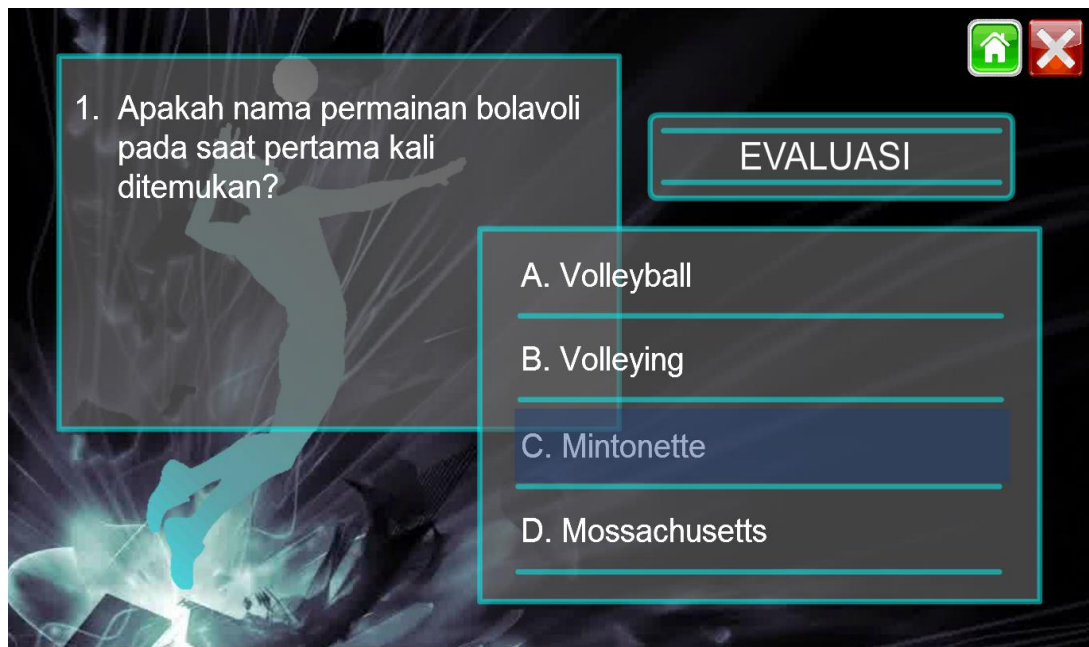 1. Apakah nama permainan bolavoli
pada saat pertama kali
ditemukan?
EVALUASI
A. Volleyball
B. Volleying
C. Mintonette
D. Mossachusetts